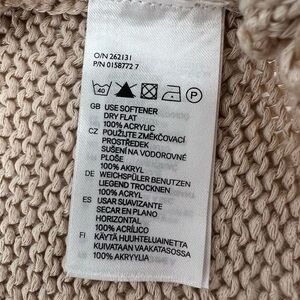 O/N 262131
P/N 0158772 7
40 P
GB USE SOFTENER
DRY FLAT
100% ACRYLIC
CZ POUŽIJTE ZMĚKČOVACÍ
PROSTŘEDEK
SUŠENÍ NA VODOROVNÉ
PLOŠE
100% AKRYL
DE WEICHSPÜLER BENUTZEN
LIEGEND TROCKNEN
100% ACRYL
ES USAR SUAVIZANTE
SECAR EN PLANO
HORIZONTAL
100% ACRÍLICO
FI KÄYTÄ HUUHTELUAINETTA
KUIVATAAN VAAKATASOSSA
100% AKRYYLIA